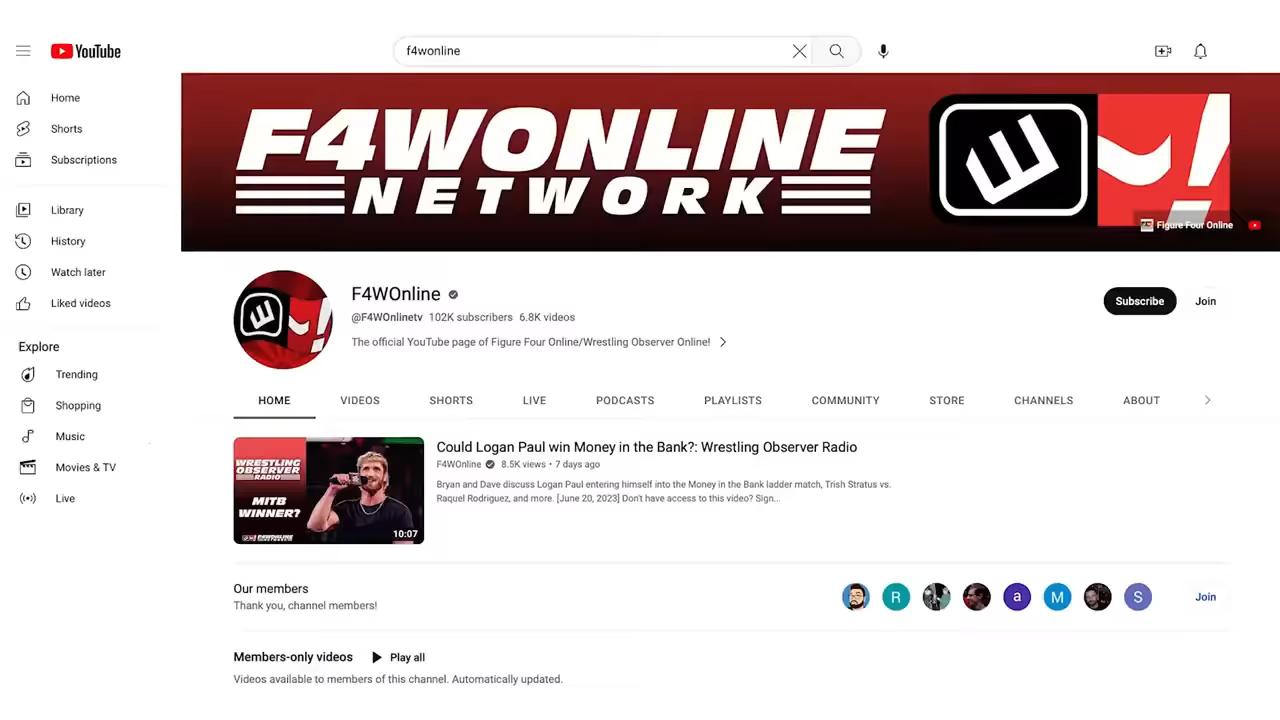 YouTube
f4wonline
Home
Shorts
Subscriptions
Library
History
Watch later
Liked videos
Explore
Trending
Shopping
Music
Movies & TV
Live
F4WONLINE
NETWORK
Figure Four Online
F4WOnline
@F4WOnlinetv 102K subscribers 6.8K videos
The official YouTube page of Figure Four Online/Wrestling Observer Online!
Subscribe
Join
HOME VIDEOS SHORTS LIVE PODCASTS PLAYLISTS COMMUNITY STORE CHANNELS ABOUT
WRESTLING
OBSERVER
RADIO
MITB
WINNER?
F4WONLINE
10:07
Could Logan Paul win Money in the Bank?: Wrestling Observer Radio
F4WOnline 8.5K views • 7 days ago
Bryan and Dave discuss Logan Paul entering himself into the Money in the Bank ladder match, Trish Stratus vs.
Raquel Rodriguez, and more. [June 20, 2023] Don't have access to this video? Sign...
Our members
Thank you, channel members!
R a M S
Join
Members-only videos Play all
Videos available to members of this channel. Automatically updated.